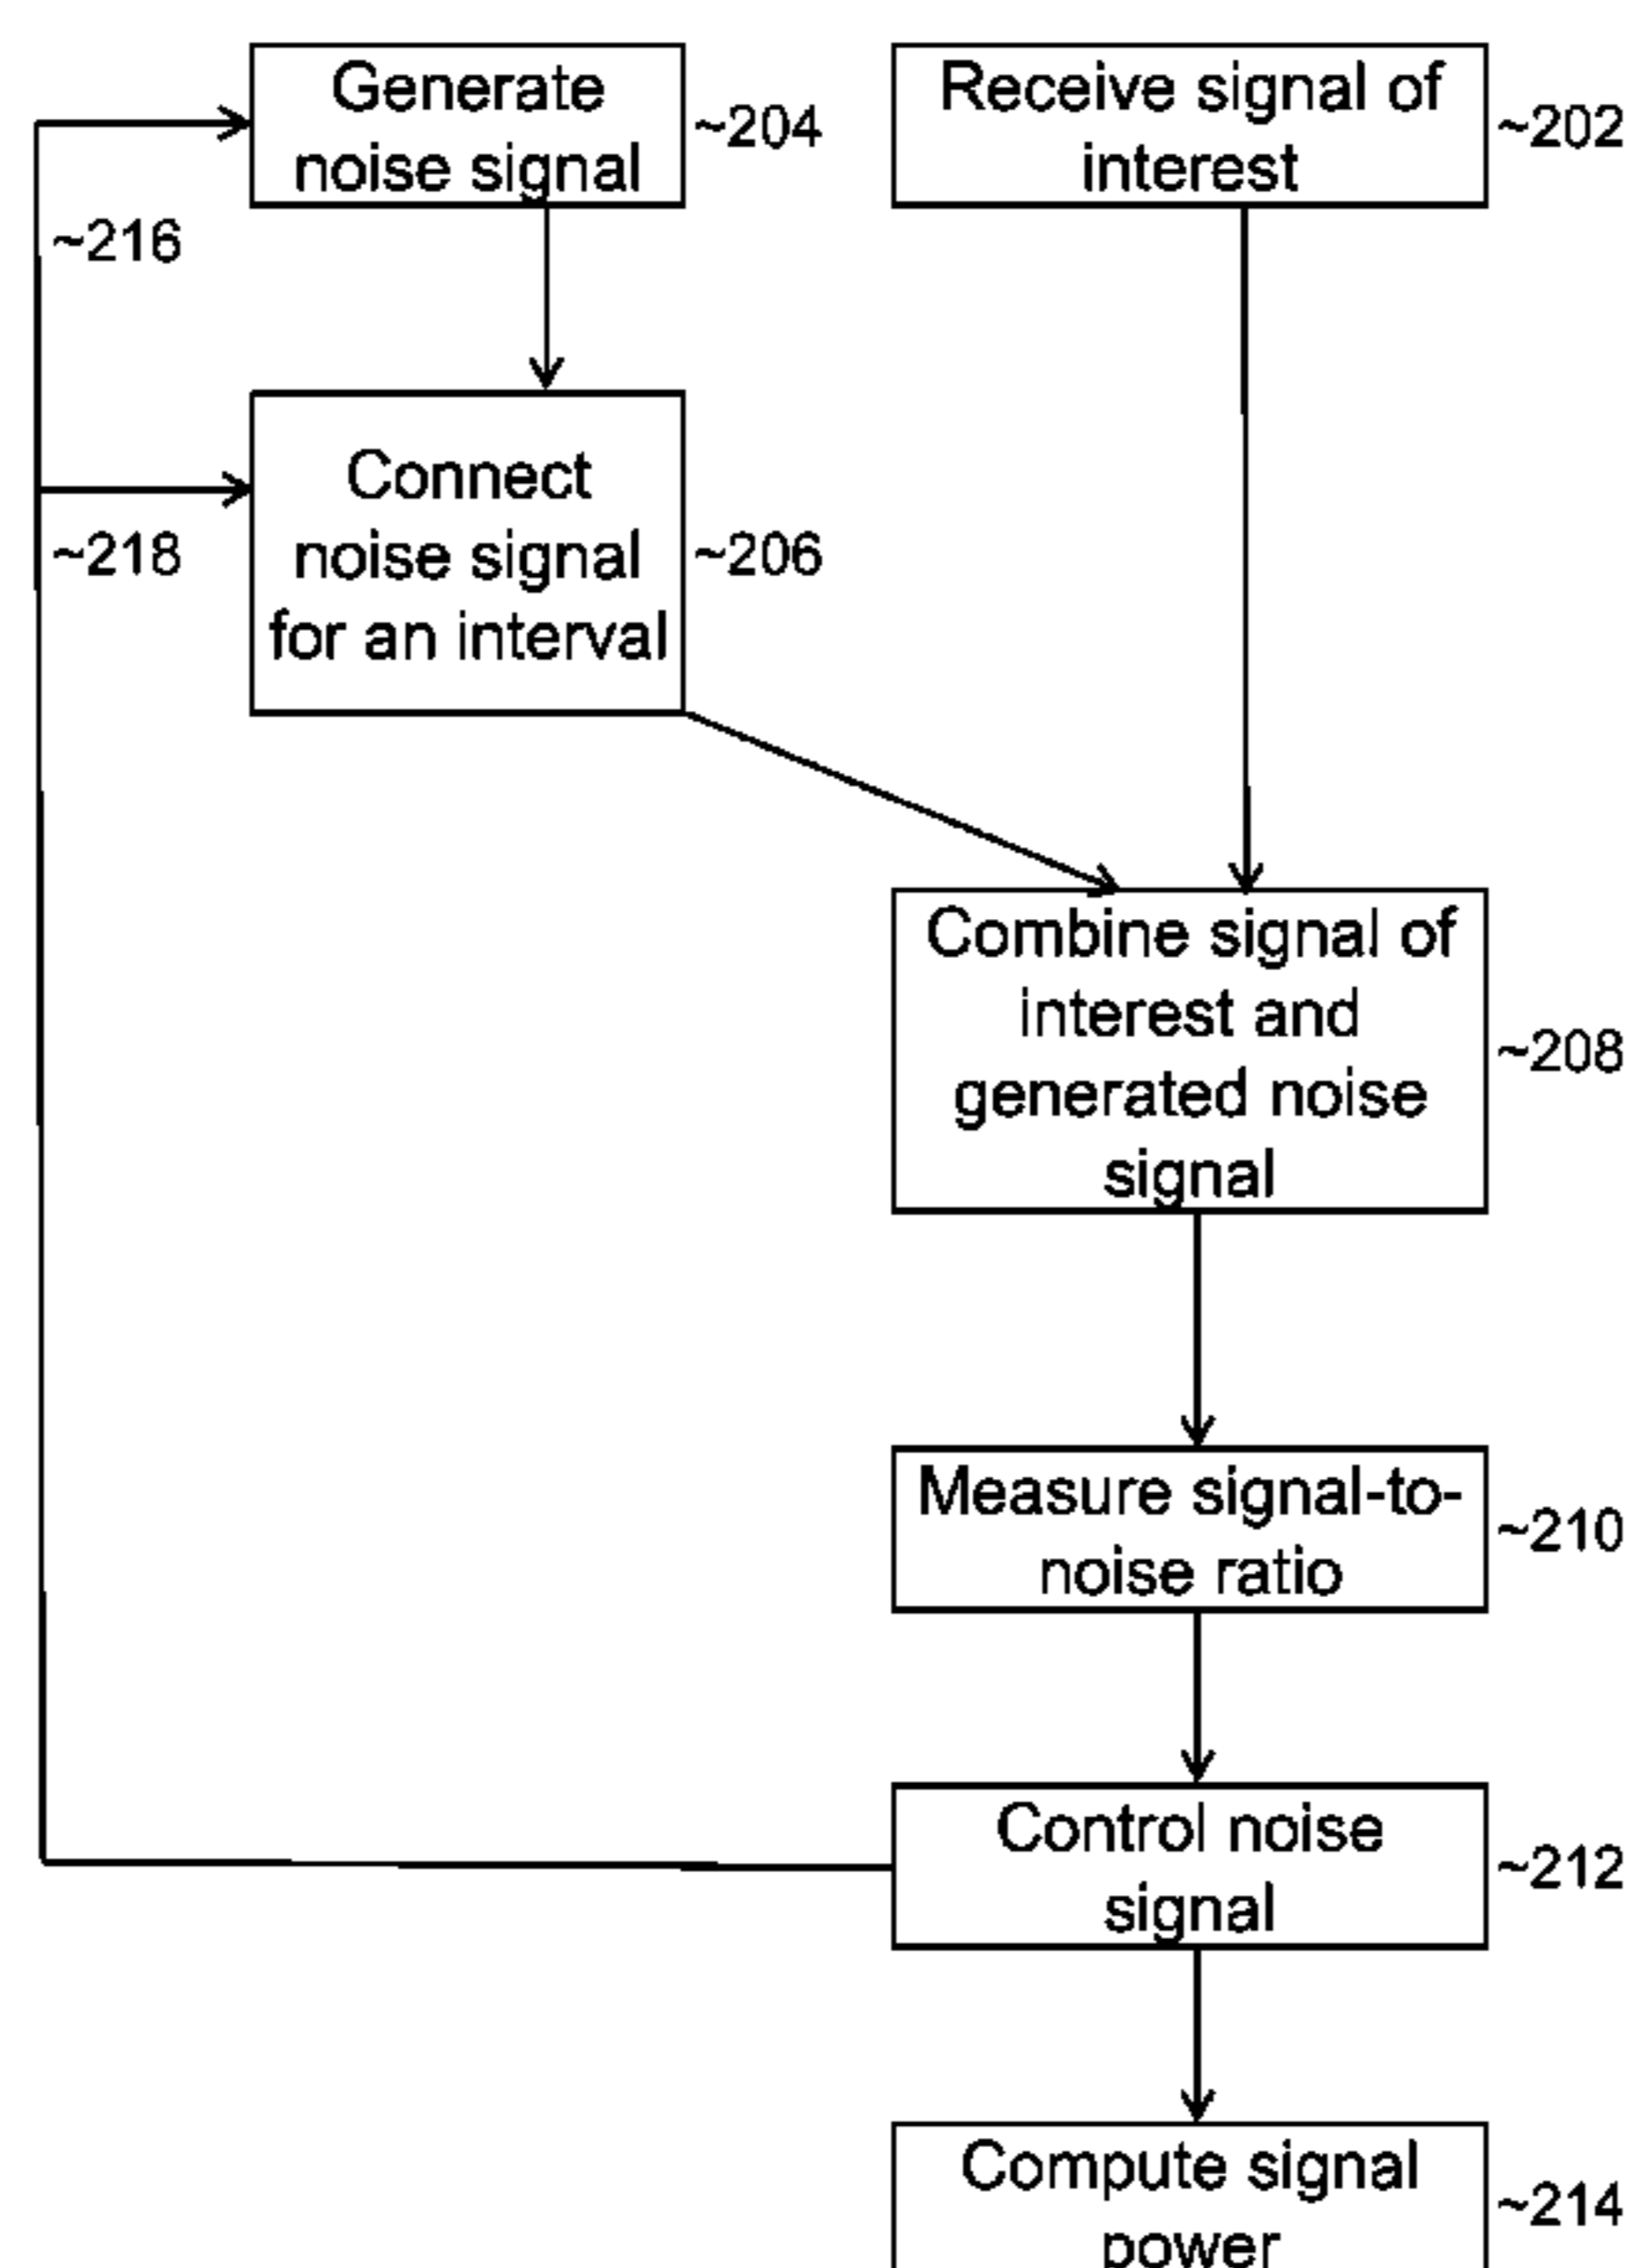 Generate
noise signal
~204
Receive signal of
interest
~202
~216
Connect
noise signal
for an interval
~206
~218
Combine signal of
interest and
generated noise
signal
~208
Measure signal-to-
noise ratio
~210
Control noise
signal
~212
Compute signal
power
~214